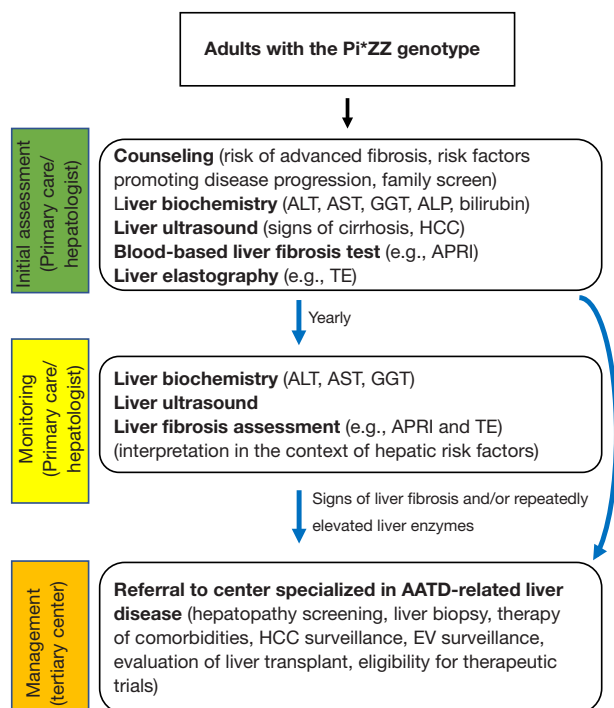 Adults with the Pi*ZZ genotype
Initial assessment
(Primary care/
hepatologist)
Counseling (risk of advanced fibrosis, risk factors
promoting disease progression, family screen)
Liver biochemistry (ALT, AST, GGT, ALP, bilirubin)
Liver ultrasound (signs of cirrhosis, HCC)
Blood-based liver fibrosis test (e.g., APRI)
Liver elastography (e.g., TE)
Yearly
Monitoring
(Primary care/
hepatologist)
Liver biochemistry (ALT, AST, GGT)
Liver ultrasound
Liver fibrosis assessment (e.g., APRI and TE)
(interpretation in the context of hepatic risk factors)
Signs of liver fibrosis and/or repeatedly
elevated liver enzymes
Management
(tertiary center)
Referral to center specialized in AATD-related liver
disease (hepatopathy screening, liver biopsy, therapy
of comorbidities, HCC surveillance, EV surveillance,
evaluation of liver transplant, eligibility for therapeutic
trials)